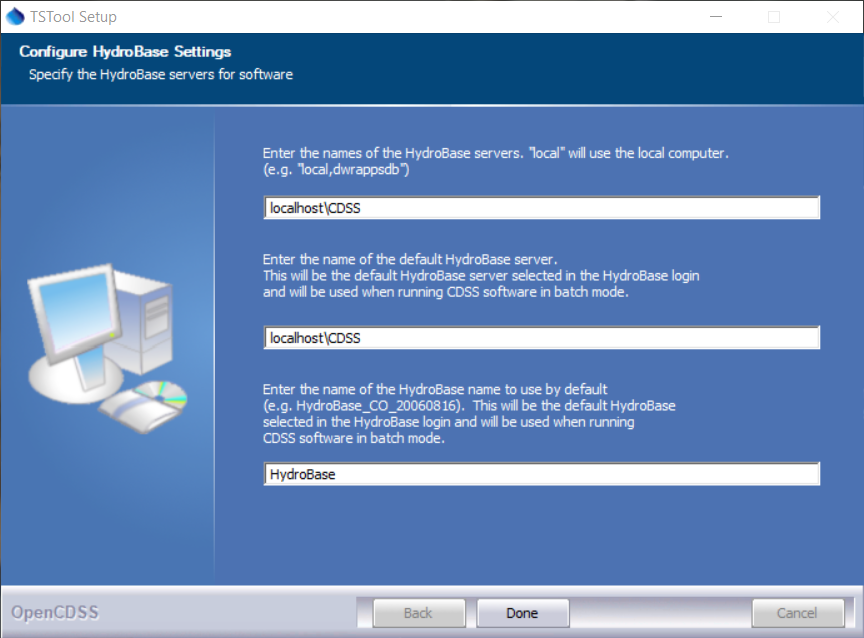 TSTool Setup
Configure HydroBase Settings
Specify the HydroBase servers for software
Enter the names of the HydroBase servers. "local" will use the local computer.
(e.g. "local,dwrappsdb")
localhost\CDSS
Enter the name of the default HydroBase server.
This will be the default HydroBase server selected in the HydroBase login
and will be used when running CDSS software in batch mode.
localhost\CDSS
Enter the name of the HydroBase name to use by default
(e.g. HydroBase_CO_20060816).  This will be the default HydroBase
selected in the HydroBase login and will be used when running
CDSS software in batch mode.
HydroBase
OpenCDSS
Back
Done
Cancel